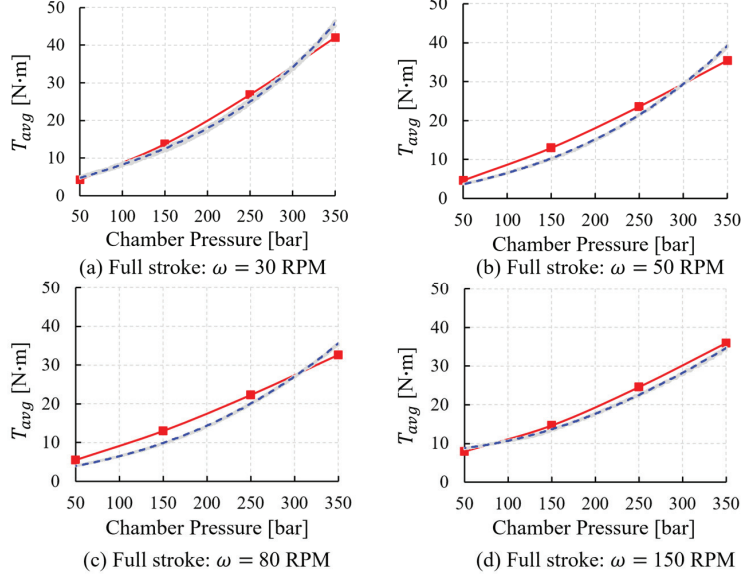 50
40
30
20
10
0
T_avg [N·m]
50 100 150 200 250 300 350
Chamber Pressure [bar]
(a) Full stroke: ω = 30 RPM
50
40
30
20
10
0
T_avg [N·m]
50 100 150 200 250 300 350
Chamber Pressure [bar]
(b) Full stroke: ω = 50 RPM
50
40
30
20
10
0
T_avg [N·m]
50 100 150 200 250 300 350
Chamber Pressure [bar]
(c) Full stroke: ω = 80 RPM
50
40
30
20
10
0
T_avg [N·m]
50 100 150 200 250 300 350
Chamber Pressure [bar]
(d) Full stroke: ω = 150 RPM